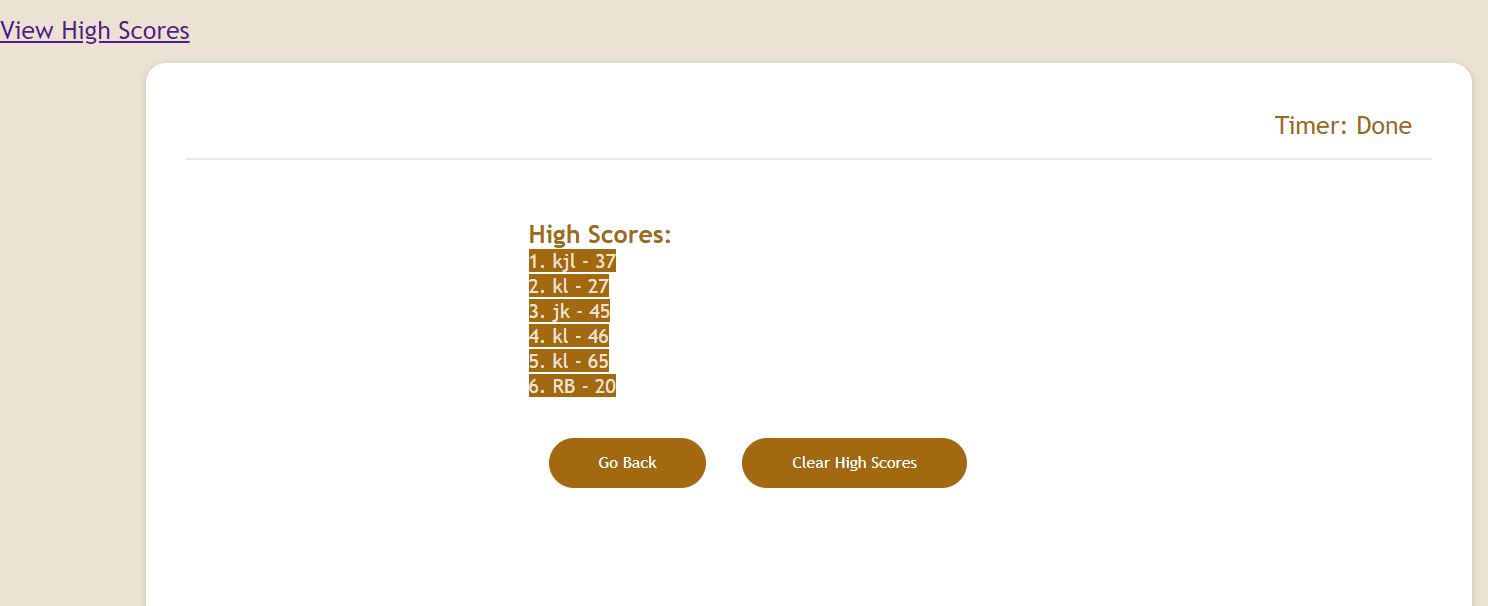 View High Scores
Timer: Done
High Scores:
1. kjl - 37
2. kl - 27
3. jk - 45
4. kl - 46
5. kl - 65
6. RB - 20
Go Back
Clear High Scores